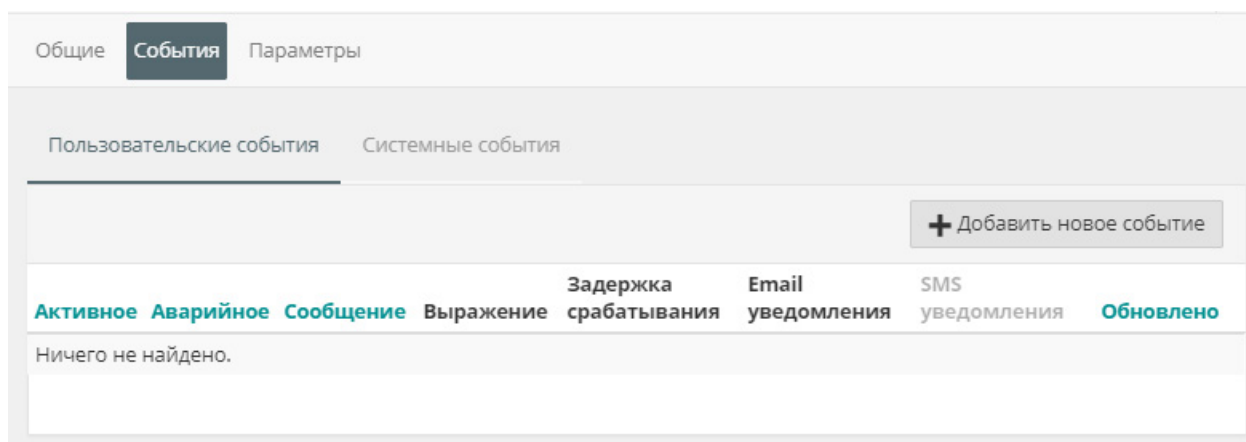 Общие События Параметры
Пользовательские события Системные события
Добавить новое событие
Активное Аварийное Сообщение Выражение Задержка срабатывания Email уведомления SMS уведомления Обновлено
Ничего не найдено.